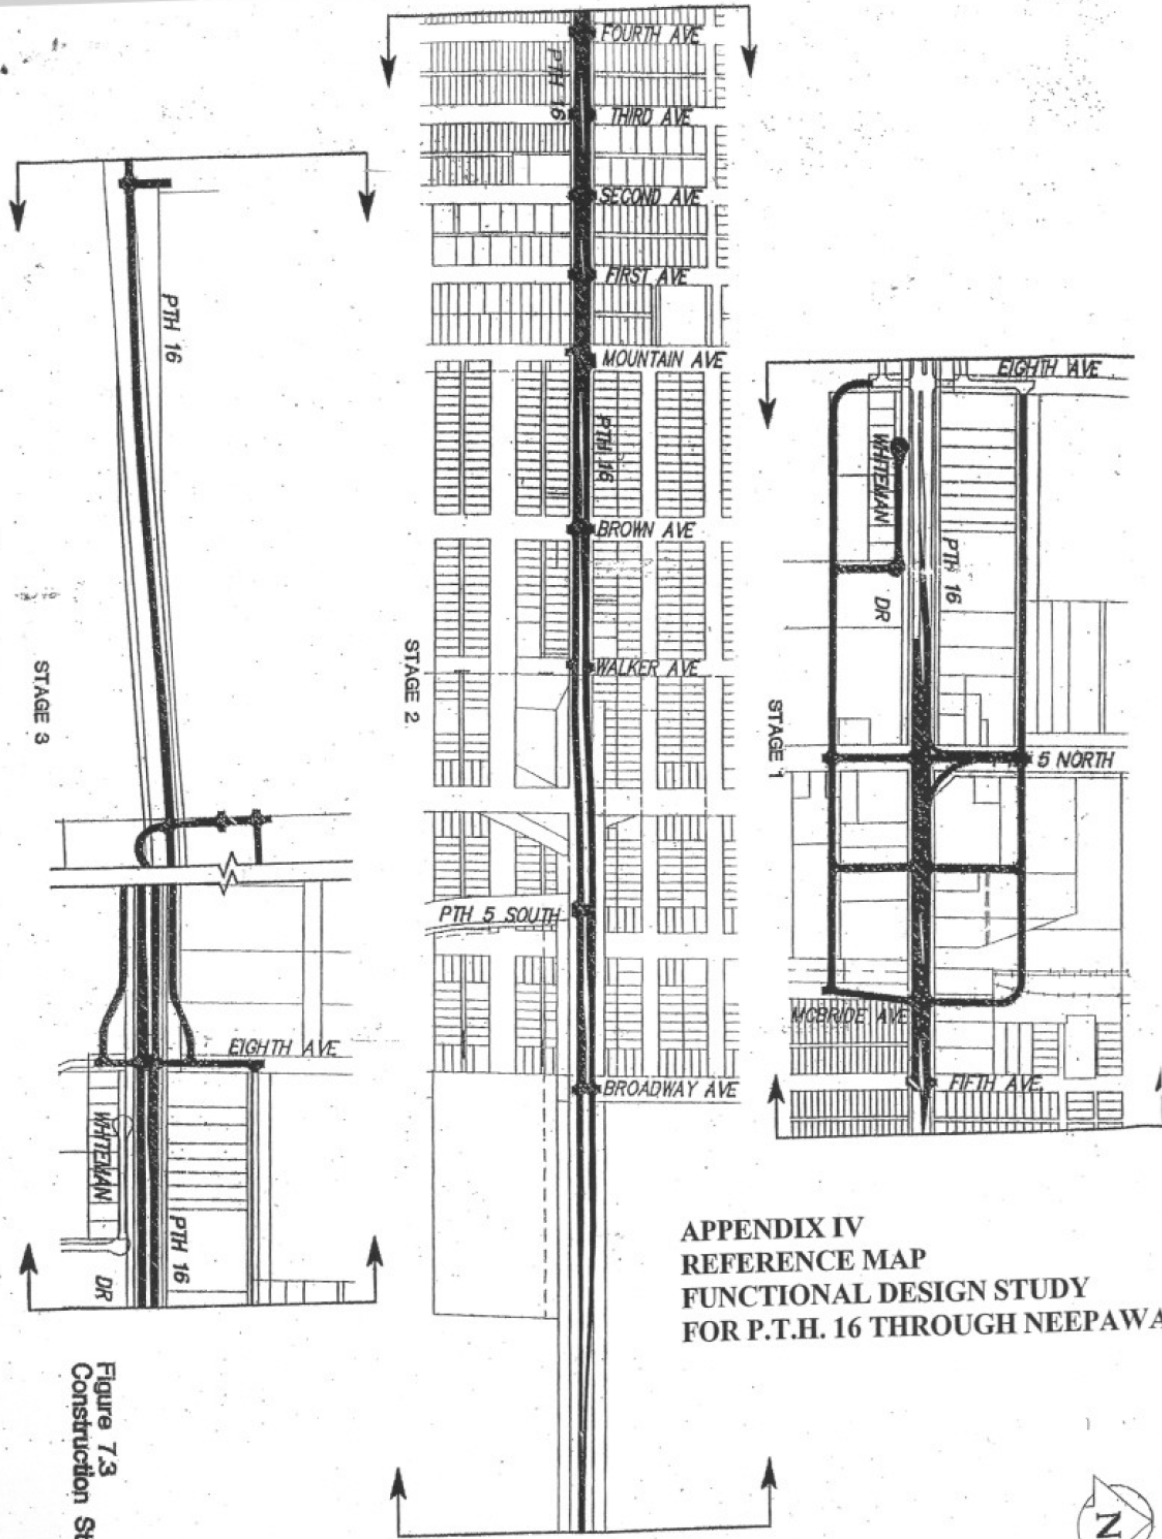 FOURTH AVE
PTH 16
THIRD AVE
SECOND AVE
FIRST AVE
MOUNTAIN AVE
PTH 16
BROWN AVE
WALKER AVE
STAGE 2
PTH 5 SOUTH
BROADWAY AVE
PTH 16
STAGE 3
EIGHTH AVE
WHITEMAN DR
PTH 16
EIGHTH AVE
WHITEMAN DR
PTH 16
STAGE 1
5 NORTH
MCBRIDE AVE
FIFTH AVE
APPENDIX IV
REFERENCE MAP
FUNCTIONAL DESIGN STUDY
FOR P.T.H. 16 THROUGH NEEPAWA
Figure 7.3
Construction St
N